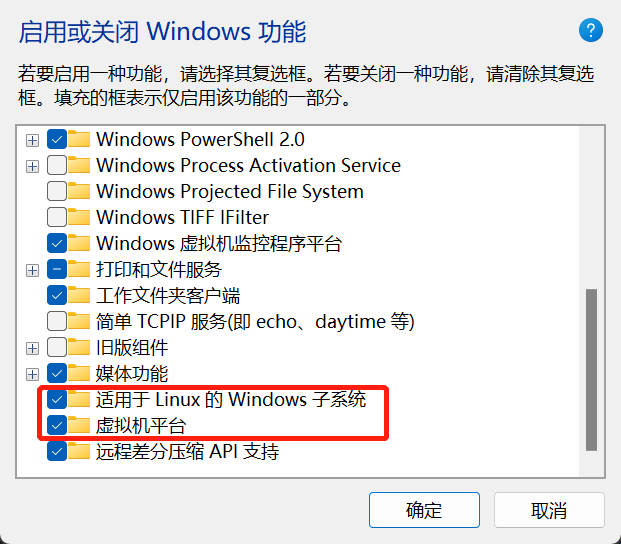 启用或关闭 Windows 功能
?
若要启用一种功能，请选择其复选框。若要关闭一种功能，请清除其复选
框。填充的框表示仅启用该功能的一部分。
Windows PowerShell 2.0
Windows Process Activation Service
Windows Projected File System
Windows TIFF IFilter
Windows 虚拟机监控程序平台
打印和文件服务
工作文件夹客户端
简单 TCPIP 服务(即 echo、daytime 等)
旧版组件
媒体功能
适用于 Linux 的 Windows 子系统
虚拟机平台
远程差分压缩 API 支持
确定
取消